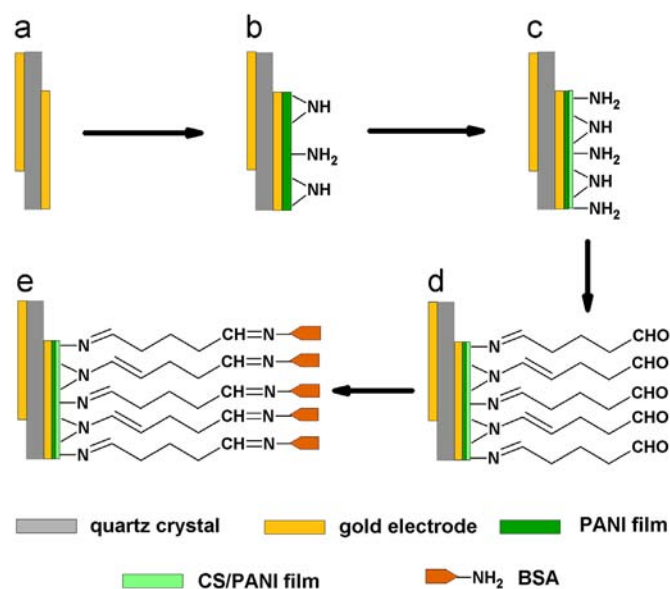 a
b
c
NH
NH2
NH
NH2
NH
NH2
NH
NH2
e
d
N
CH=N
N
CH=N
N
CH=N
N
CH=N
N
CH=N
N
CHO
N
CHO
N
CHO
N
CHO
N
CHO
quartz crystal
gold electrode
PANI film
CS/PANI film
NH2 BSA